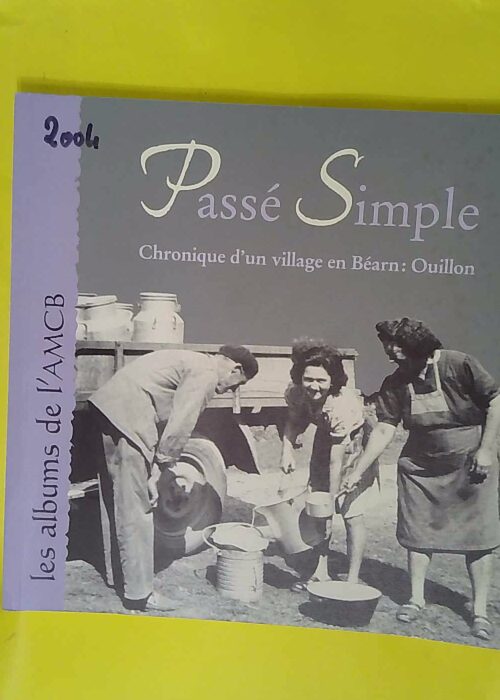 2004
Passé Simple
Chronique d'un village en Béarn : Ouillon
les albums de l'AMCB